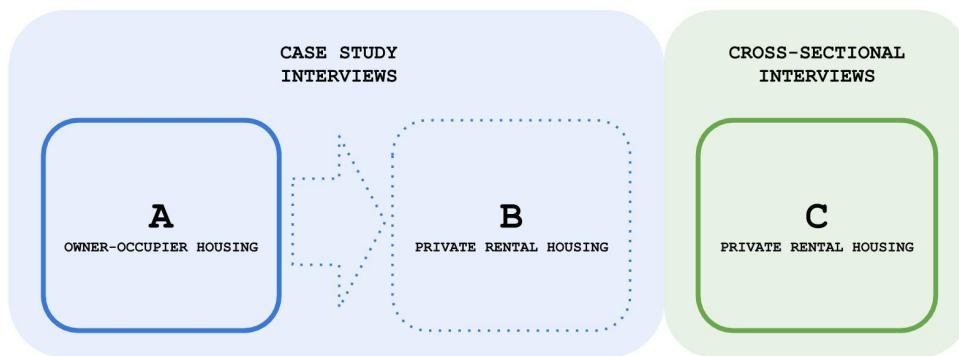 CASE STUDY
INTERVIEWS
CROSS-SECTIONAL
INTERVIEWS
A
OWNER-OCCUPIER HOUSING
B
PRIVATE RENTAL HOUSING
C
PRIVATE RENTAL HOUSING